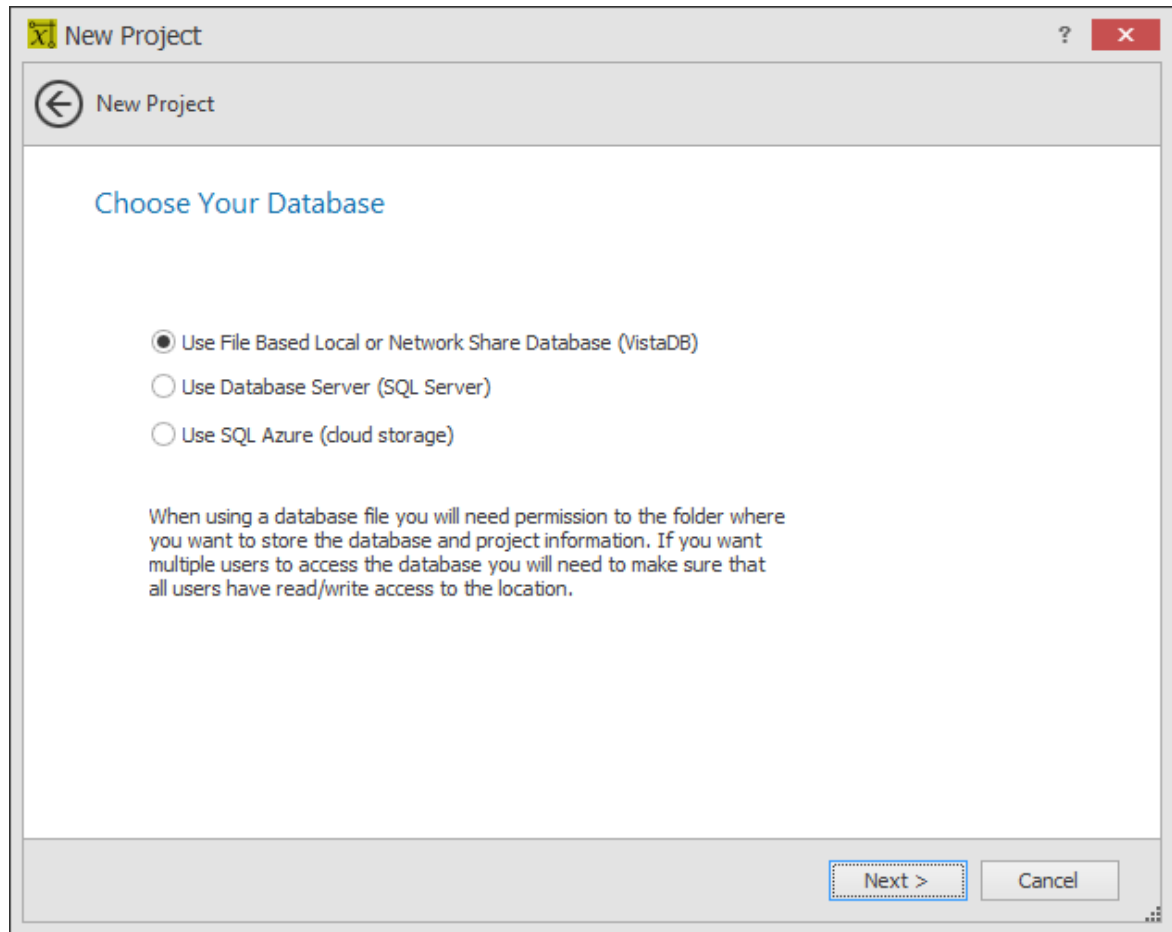 New Project
?
New Project
Choose Your Database
Use File Based Local or Network Share Database (VistaDB)
Use Database Server (SQL Server)
Use SQL Azure (cloud storage)
When using a database file you will need permission to the folder where
you want to store the database and project information. If you want
multiple users to access the database you will need to make sure that
all users have read/write access to the location.
Next >
Cancel